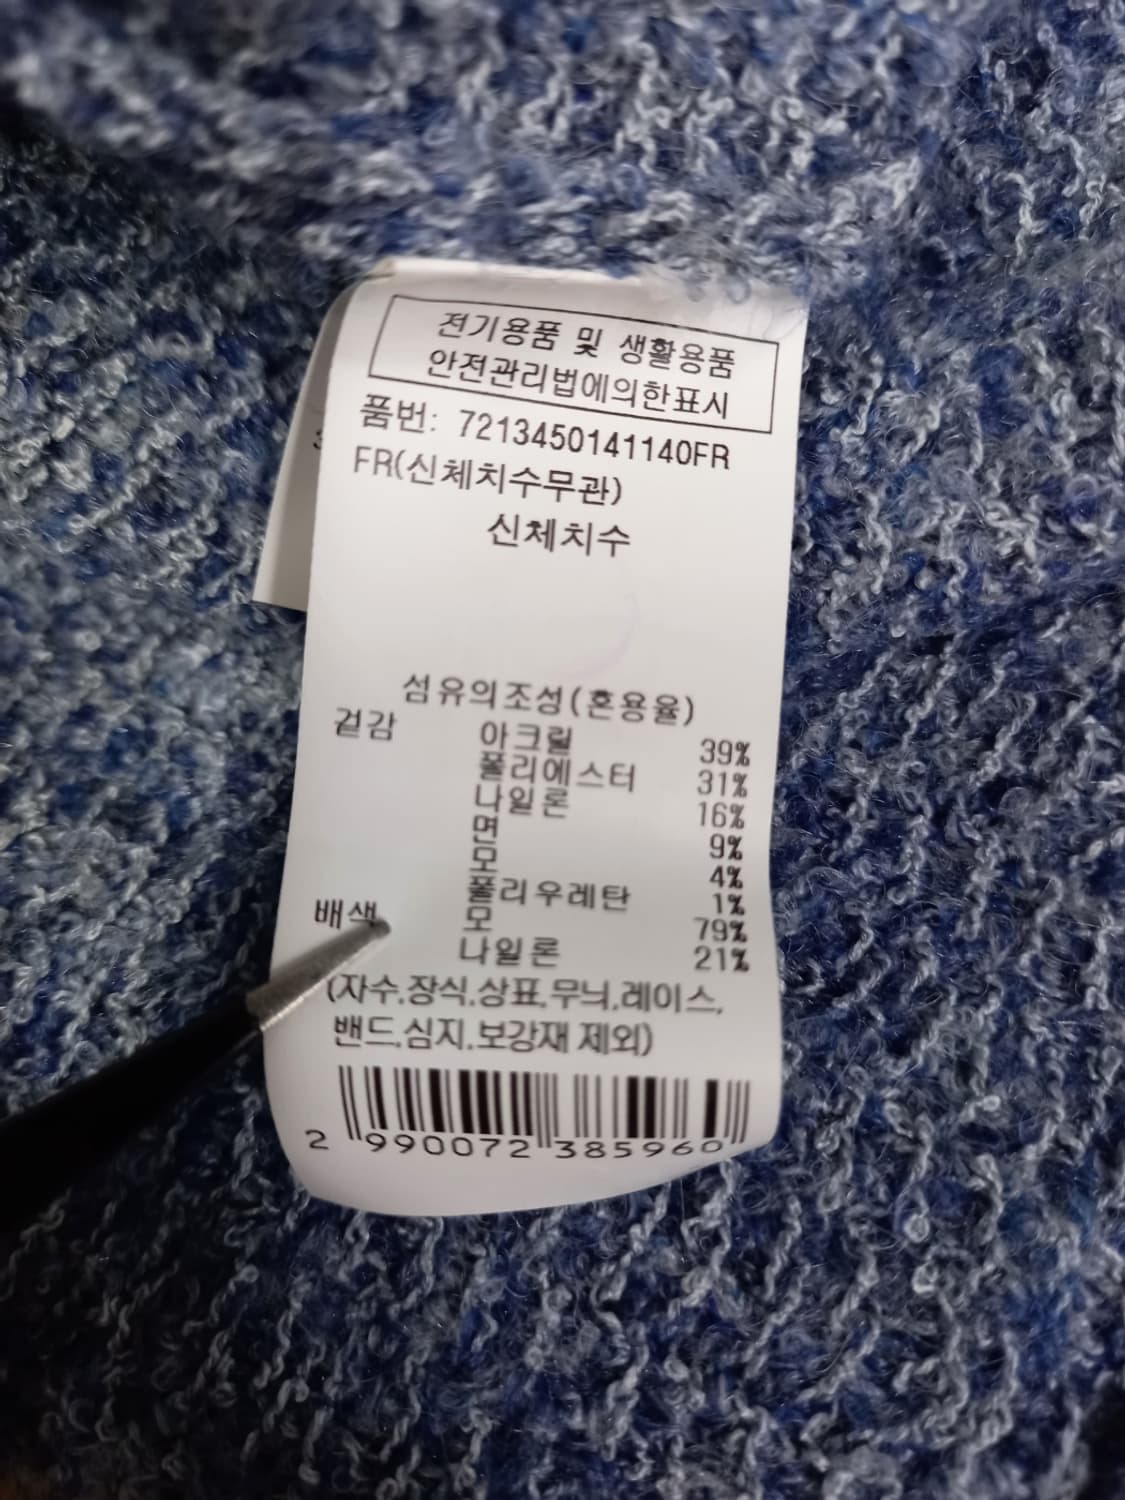 전기용품 및 생활용품
안전관리법에의한표시
품번: 7213450141140FR
FR(신체치수무관)
신체치수
섬유의조성(혼용율)
겉감 아크릴 39%
폴리에스터 31%
나일론 16%
면 9%
모 4%
폴리우레탄 1%
배색 모 79%
나일론 21%
(자수.장식.상표.무늬.레이스.
밴드.심지.보강재 제외)
2 990072 385960